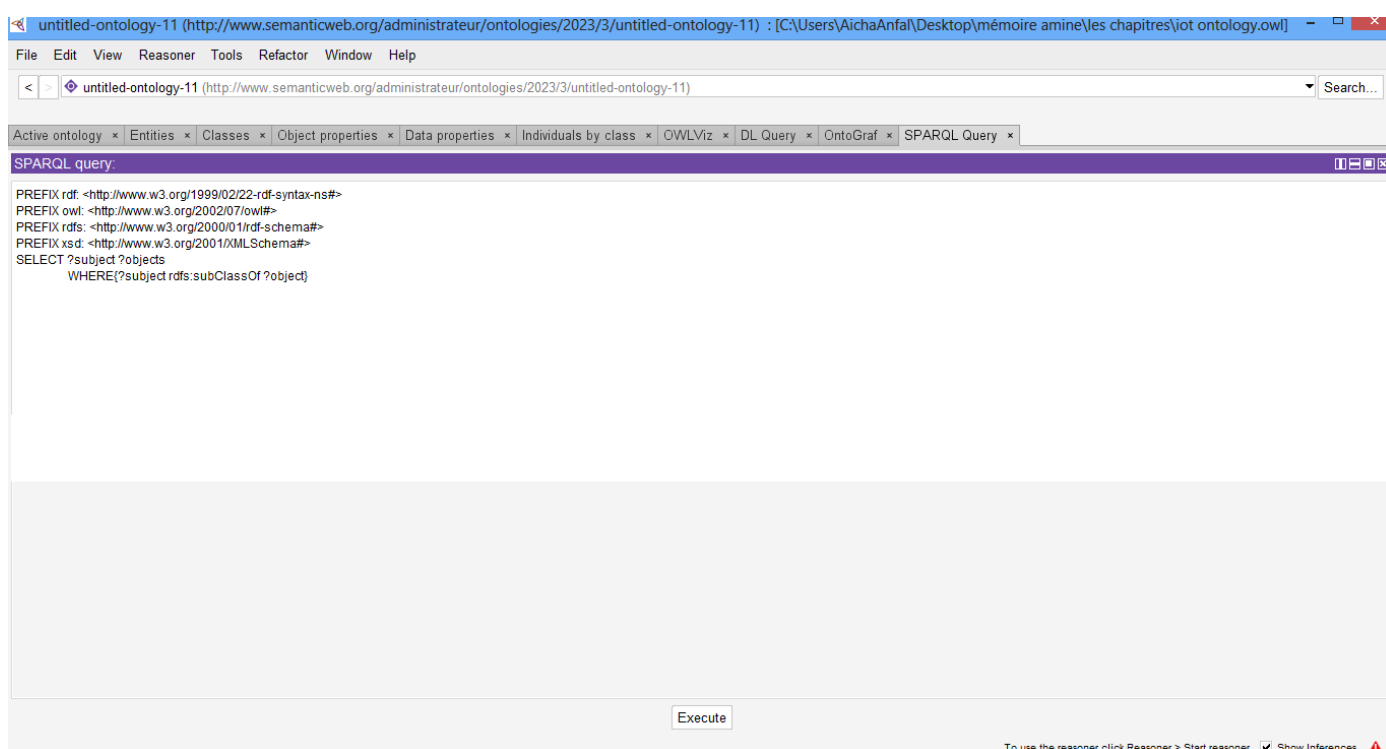 untitled-ontology-11 (http://www.semanticweb.org/administrateur/ontologies/2023/3/untitled-ontology-11) : [C:\Users\AichaAnfal\Desktop\mémoire amine\les chapitres\iot ontology.owl]
File Edit View Reasoner Tools Refactor Window Help
< > untitled-ontology-11 (http://www.semanticweb.org/administrateur/ontologies/2023/3/untitled-ontology-11) Search...
Active ontology × Entities × Classes × Object properties × Data properties × Individuals by class × OWLViz × DL Query × OntoGraf × SPARQL Query ×
SPARQL query:
PREFIX rdf: <http://www.w3.org/1999/02/22-rdf-syntax-ns#>
PREFIX owl: <http://www.w3.org/2002/07/owl#>
PREFIX rdfs: <http://www.w3.org/2000/01/rdf-schema#>
PREFIX xsd: <http://www.w3.org/2001/XMLSchema#>
SELECT ?subject ?objects
WHERE{?subject rdfs:subClassOf ?object}
Execute
To use the reasoner click Reasoner > Start reasoner Show Inferences